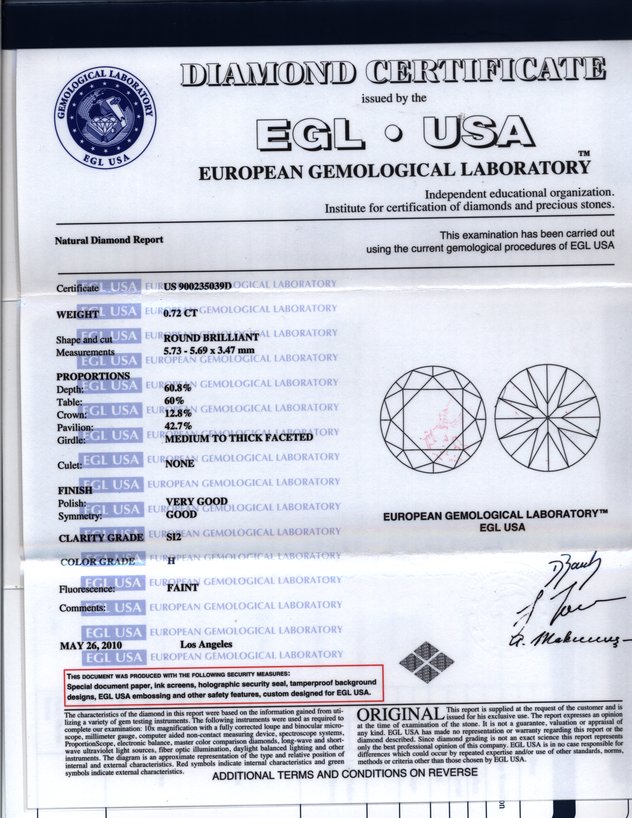 GEMOLOGICAL LABORATORY
EGL USA
DIAMOND CERTIFICATE
issued by the
EGL • USA
EUROPEAN GEMOLOGICAL LABORATORY™
Independent educational organization.
Institute for certification of diamonds and precious stones.
Natural Diamond Report
This examination has been carried out
using the current gemological procedures of EGL USA
Certificate US 900235039D
WEIGHT 0.72 CT
Shape and cut ROUND BRILLIANT
Measurements 5.73 - 5.69 x 3.47 mm
PROPORTIONS
Depth: 60.8%
Table: 60%
Crown: 12.8%
Pavilion: 42.7%
Girdle: MEDIUM TO THICK FACETED
Culet: NONE
FINISH
Polish: VERY GOOD
Symmetry: GOOD
EUROPEAN GEMOLOGICAL LABORATORY™
EGL USA
CLARITY GRADE SI2
COLOR GRADE H
Fluorescence: FAINT
Comments:
MAY 26, 2010 Los Angeles
EGL USA EUROPEAN GEMOLOGICAL LABORATORY
THIS DOCUMENT WAS PRODUCED WITH THE FOLLOWING SECURITY MEASURES:
Special document paper, ink screens, holographic security seal, tamperproof background
designs, EGL USA embossing and other safety features, custom designed for EGL USA.
The characteristics of the diamond in this report were based on the information gained from uti-
lizing a variety of gem testing instruments. The following instruments were used as required to
complete our examination: 10x magnification with a fully corrected loupe and binocular micro-
scope, millimeter gauge, computer aided non-contact measuring device, spectroscope systems,
ProportionScope, electronic balance, master color comparison diamonds, long-wave and short-
wave ultraviolet light sources, fiber optic illumination, daylight balanced lighting and other
instruments. The diagram is an approximate representation of the type and relative position of
internal and external characteristics. Red symbols indicate internal characteristics and green
symbols indicate external characteristics.
ORIGINAL This report is supplied at the request of the customer and is
issued for his exclusive use. The report expresses an opinion
at the time of examination of the stone. It is not a guarantee, valuation or appraisal of
any kind. EGL USA has made no representation or warranty regarding this report or the
diamond described. Since diamond grading is not an exact science this report represents
only the best professional opinion of this company. EGL USA is in no case responsible for
differences which could occur by repeated expertise and/or use of other standards, norms,
methods or criteria other than those chosen by EGL USA.
ADDITIONAL TERMS AND CONDITIONS ON REVERSE